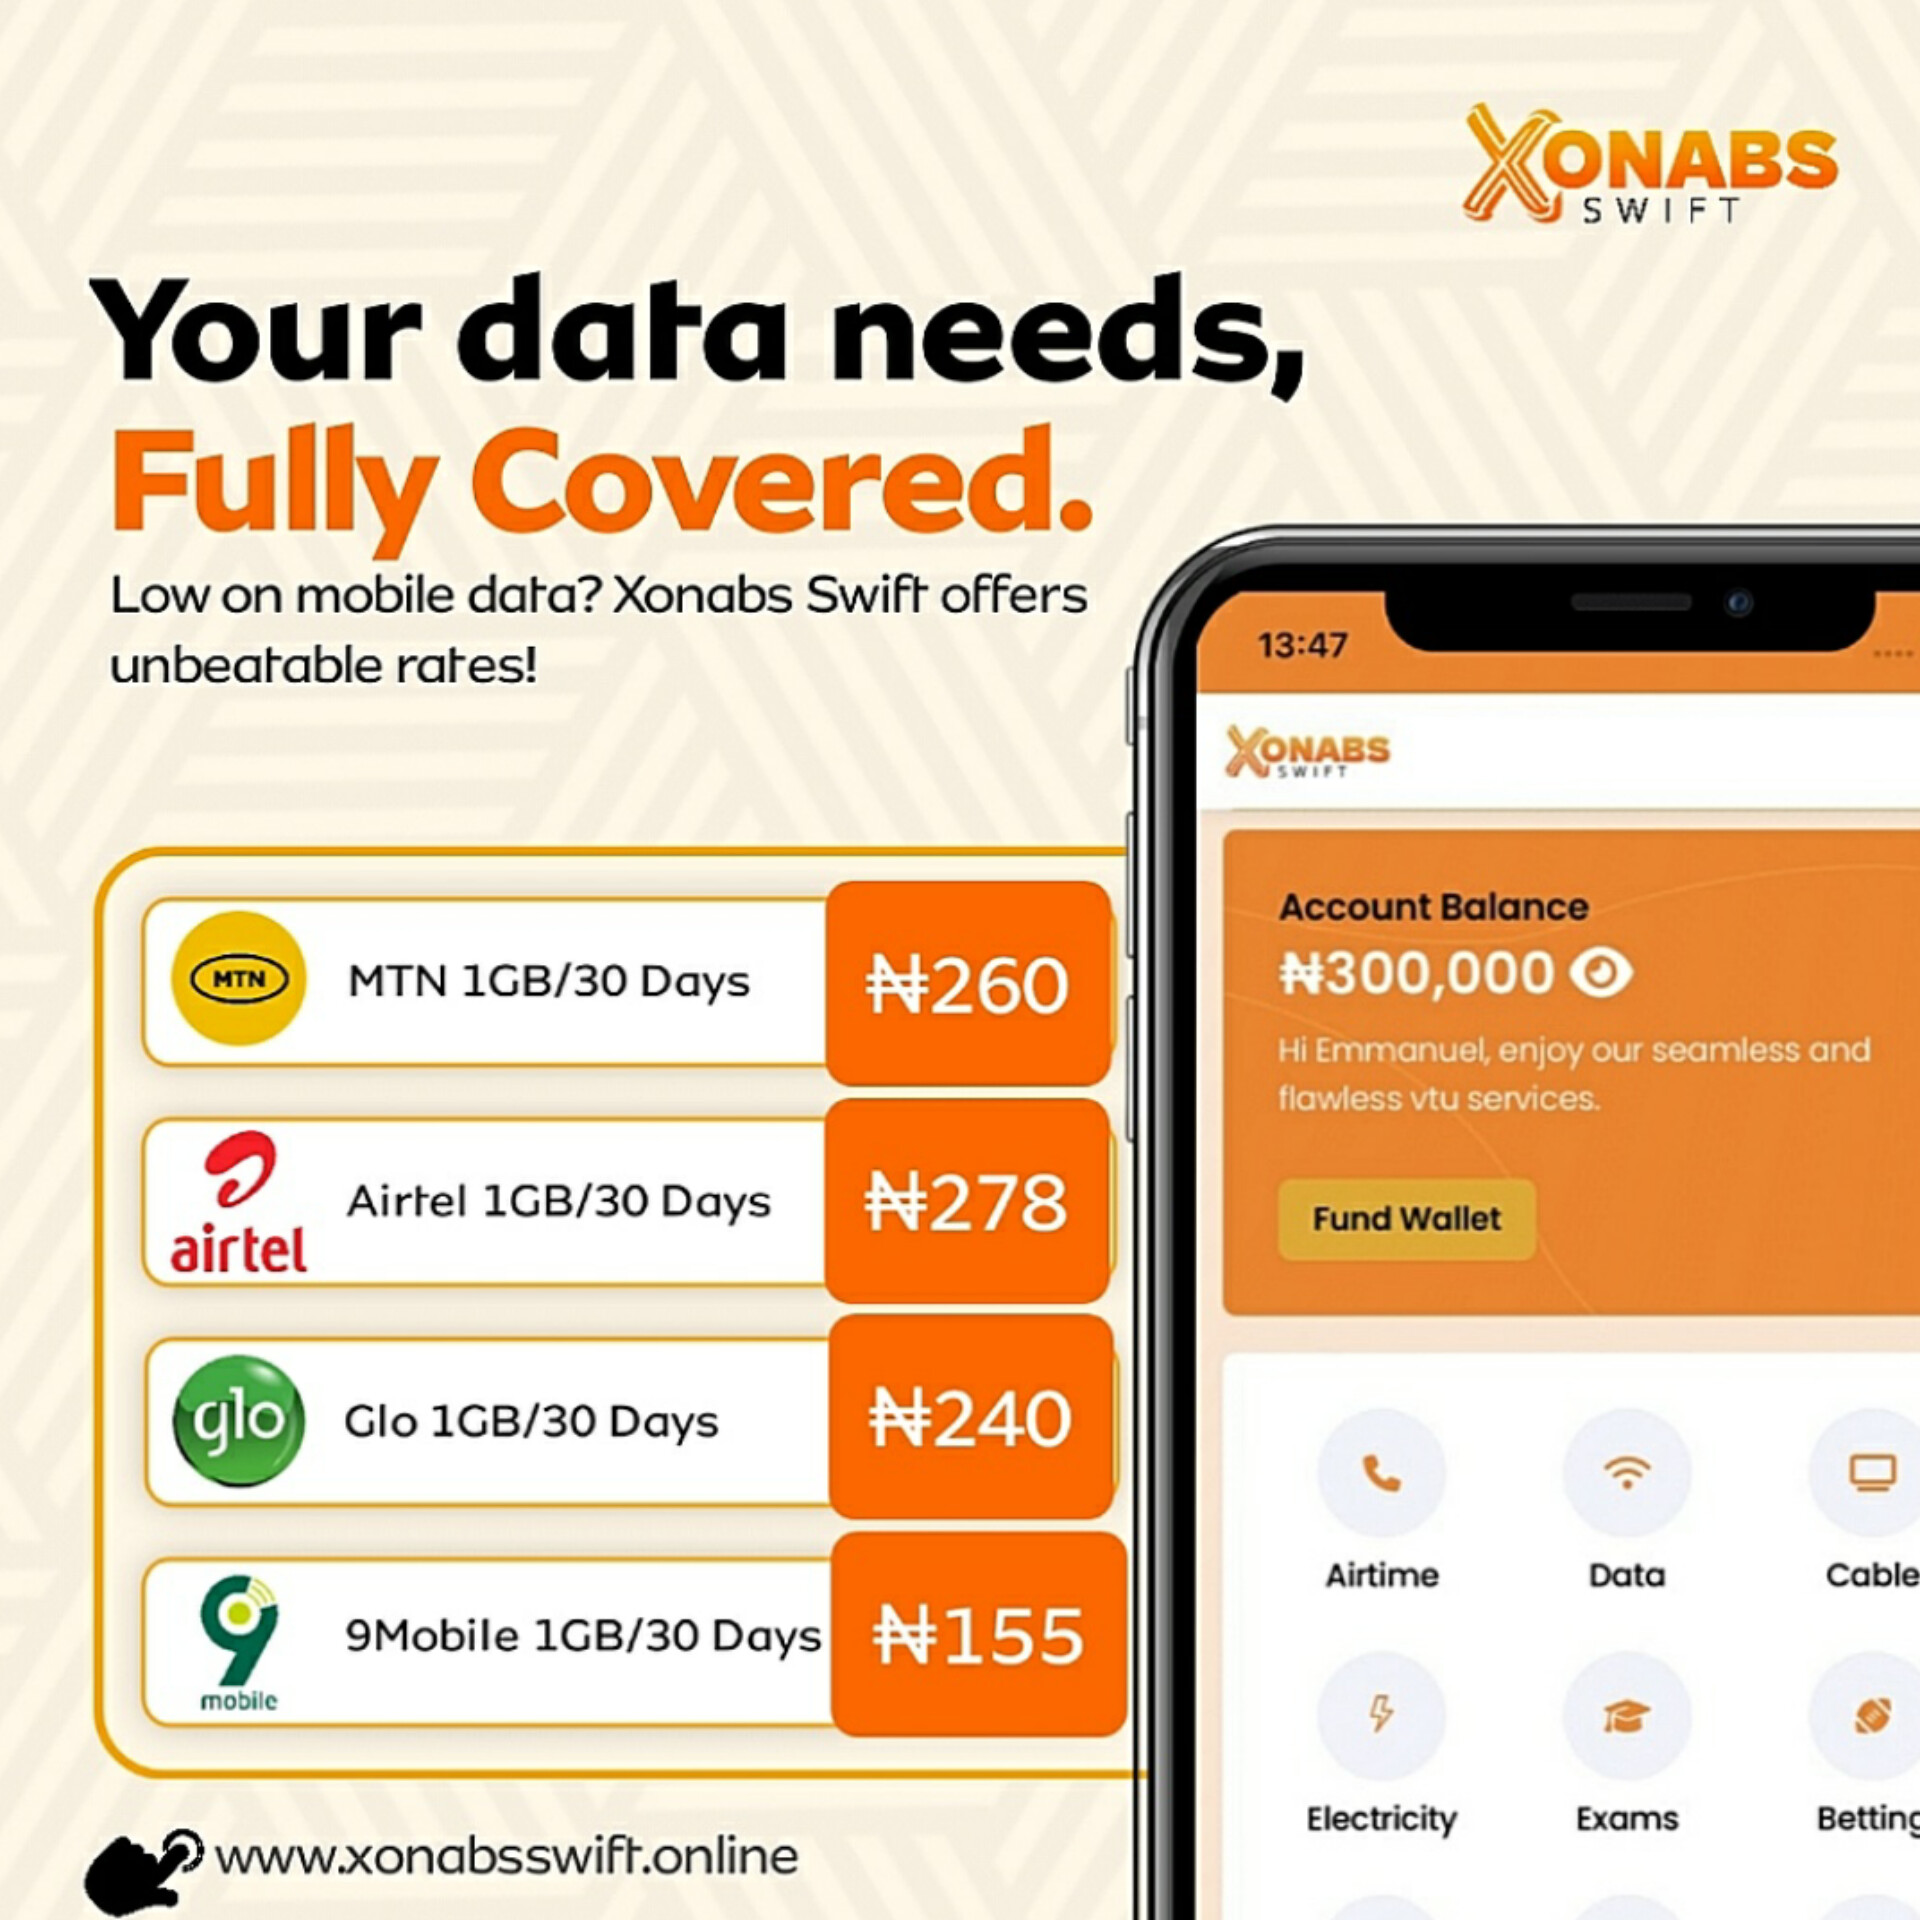 XONABS
SWIFT
Your data needs,
Fully Covered.
Low on mobile data? Xonabs Swift offers
unbeatable rates!
MTN
MTN 1GB/30 Days
₦260
airtel
Airtel 1GB/30 Days
₦278
glo
Glo 1GB/30 Days
₦240
9
mobile
9Mobile 1GB/30 Days
₦155
www.xonabsswift.online
13:47
XONABS
SWIFT
Account Balance
₦300,000
Hi Emmanuel, enjoy our seamless and
flawless vtu services.
Fund Wallet
Airtime
Data
Cable
Electricity
Exams
Betting